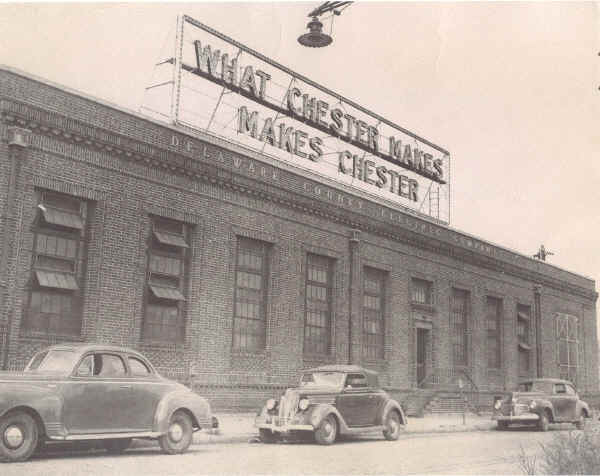 WHAT CHESTER MAKES
MAKES CHESTER
DELAWARE COUNTY ELECTRIC COMPANY